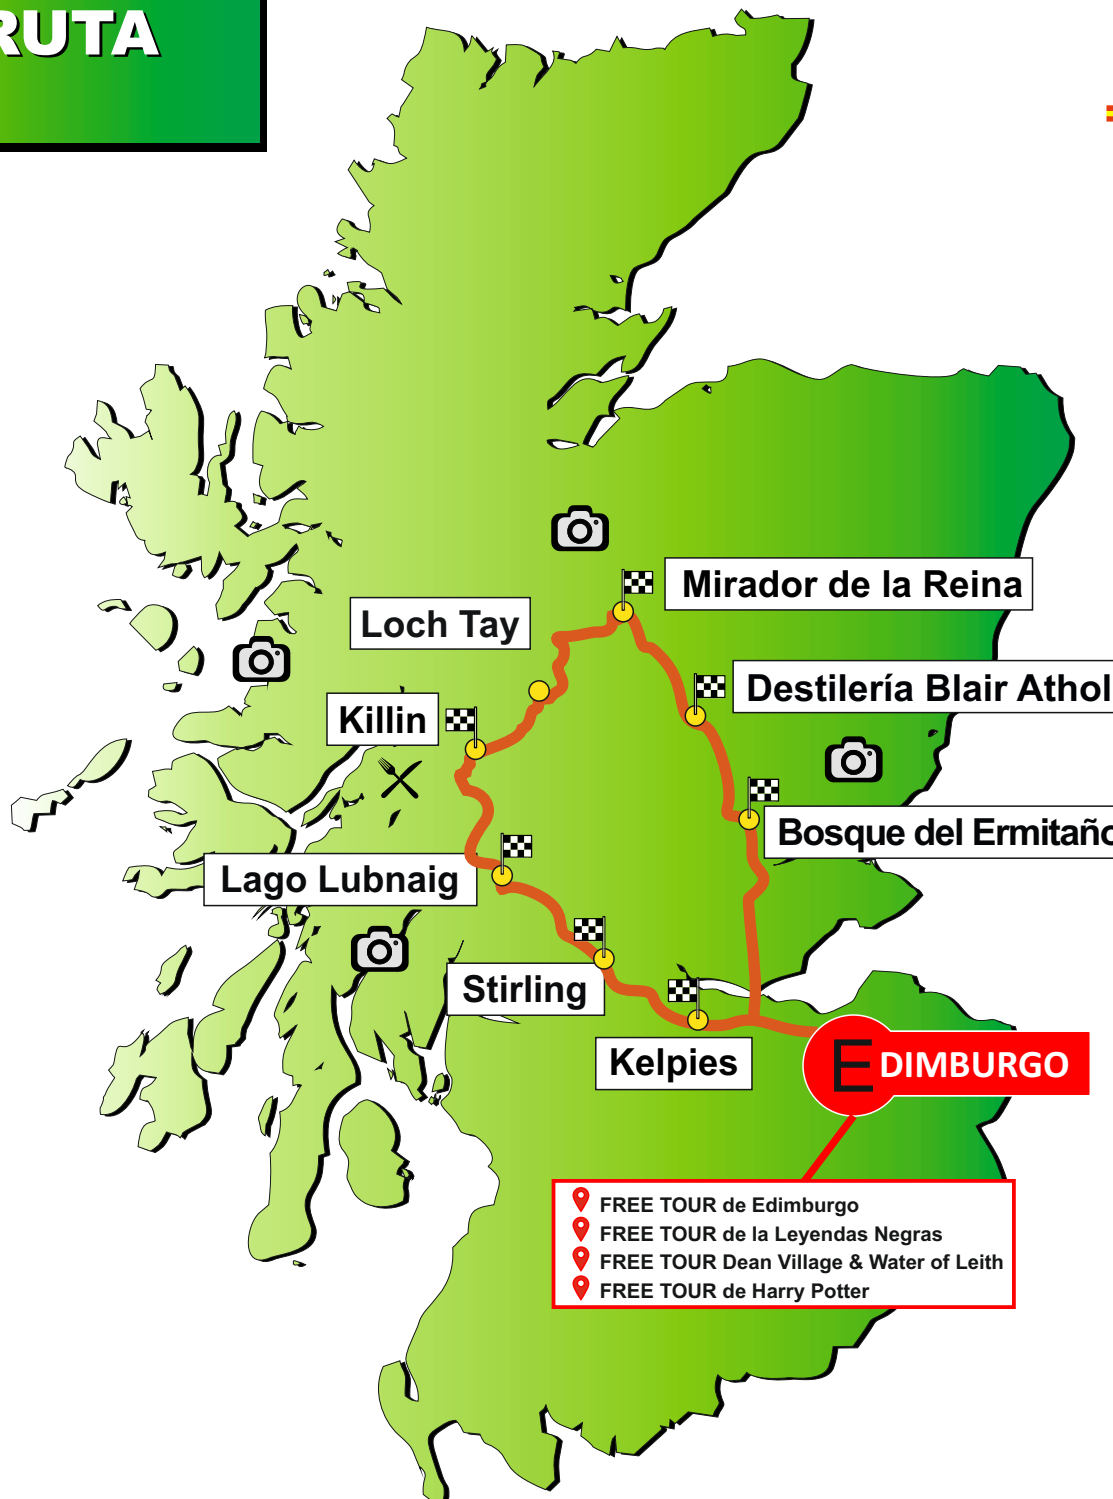 RUTA
Mirador de la Reina
Loch Tay
Destilería Blair Athol
Killin
Bosque del Ermitaño
Lago Lubnaig
Stirling
Kelpies
EDIMBURGO
FREE TOUR de Edimburgo
FREE TOUR de la Leyendas Negras
FREE TOUR Dean Village & Water of Leith
FREE TOUR de Harry Potter